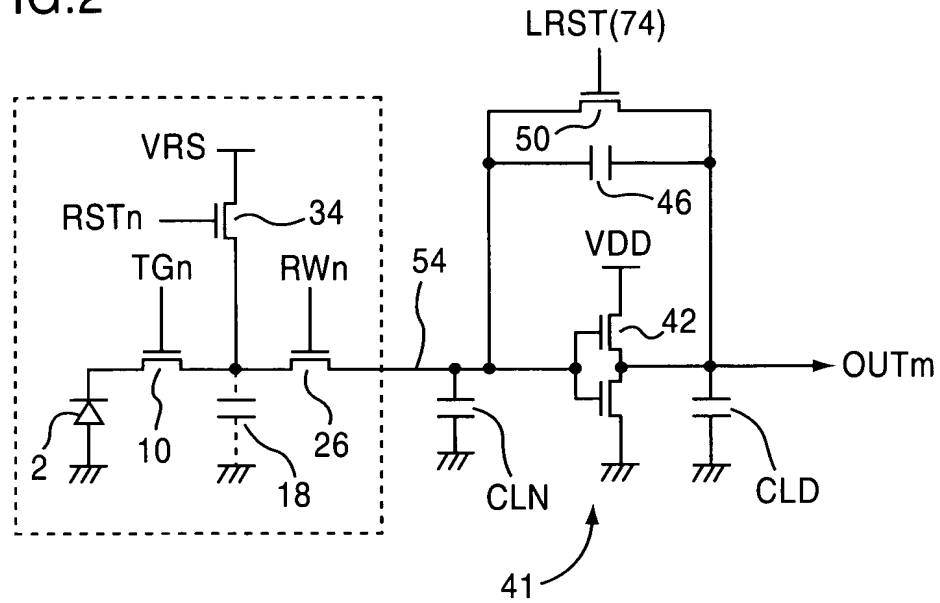 IG.2
LRST(74)
50
46
VRS
RSTn
34
TGn
RWn
54
VDD
42
OUTm
2
10
18
26
CLN
CLD
41